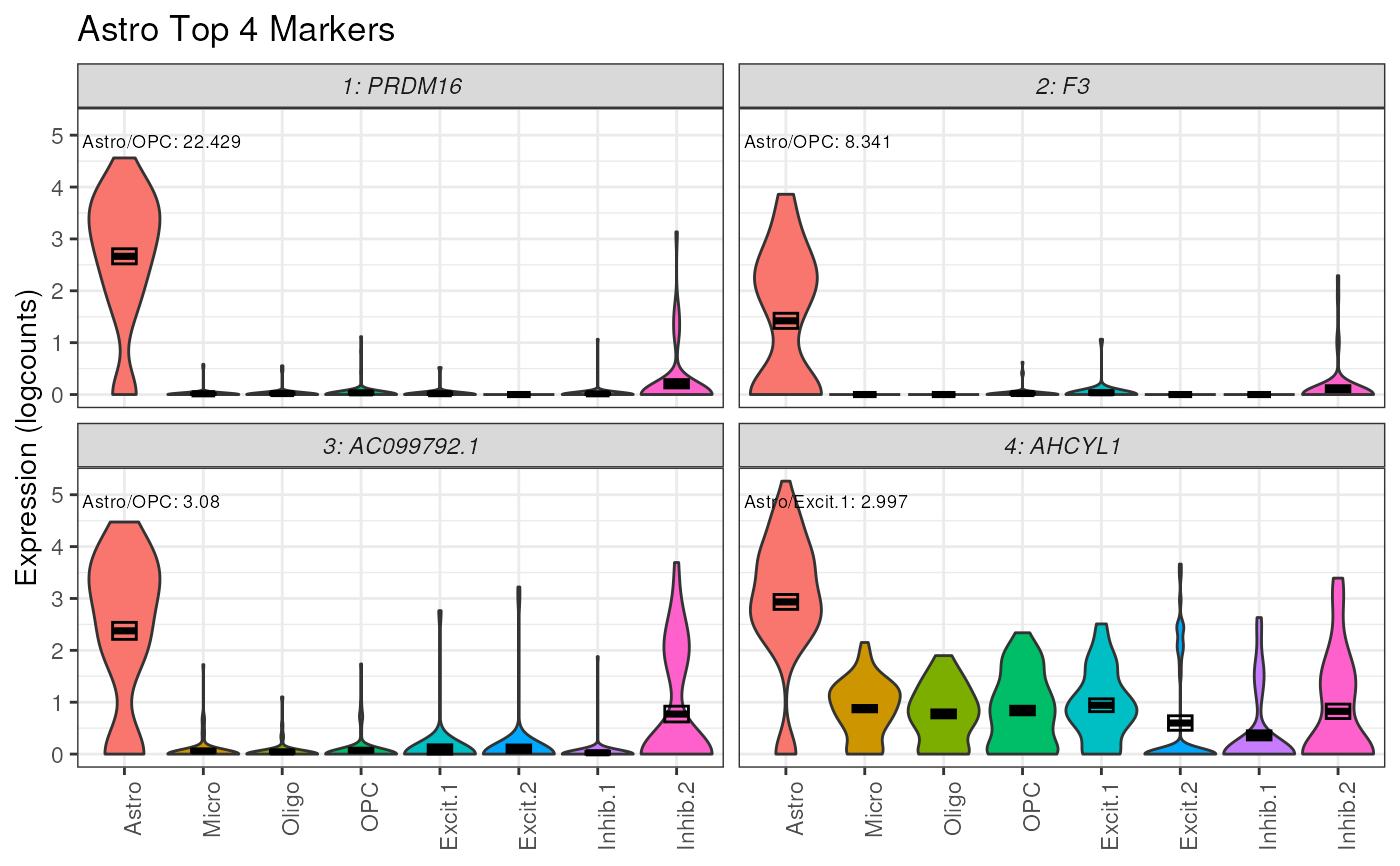 Astro Top 4 Markers
Expression (logcounts)
1: PRDM16
Astro/OPC: 22.429
5
4
3
2
1
0
2: F3
Astro/OPC: 8.341
3: AC099792.1
Astro/OPC: 3.08
5
4
3
2
1
0
4: AHCYL1
Astro/Excit.1: 2.997
Astro
Micro
Oligo
OPC
Excit.1
Excit.2
Inhib.1
Inhib.2
Astro
Micro
Oligo
OPC
Excit.1
Excit.2
Inhib.1
Inhib.2